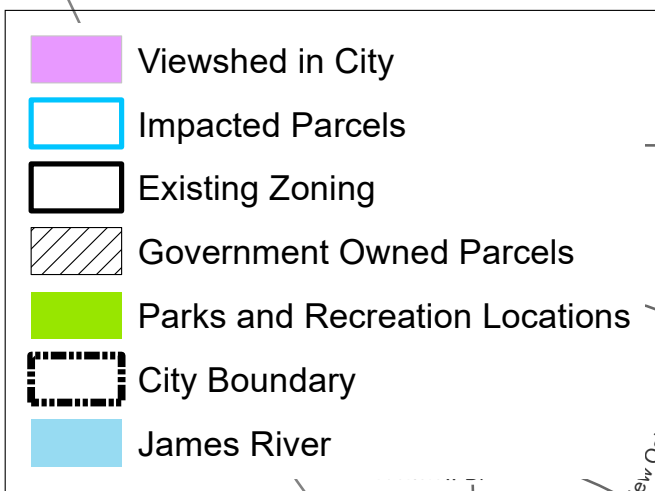 Viewshed in City
Impacted Parcels
Existing Zoning
Government Owned Parcels
Parks and Recreation Locations
City Boundary
James River